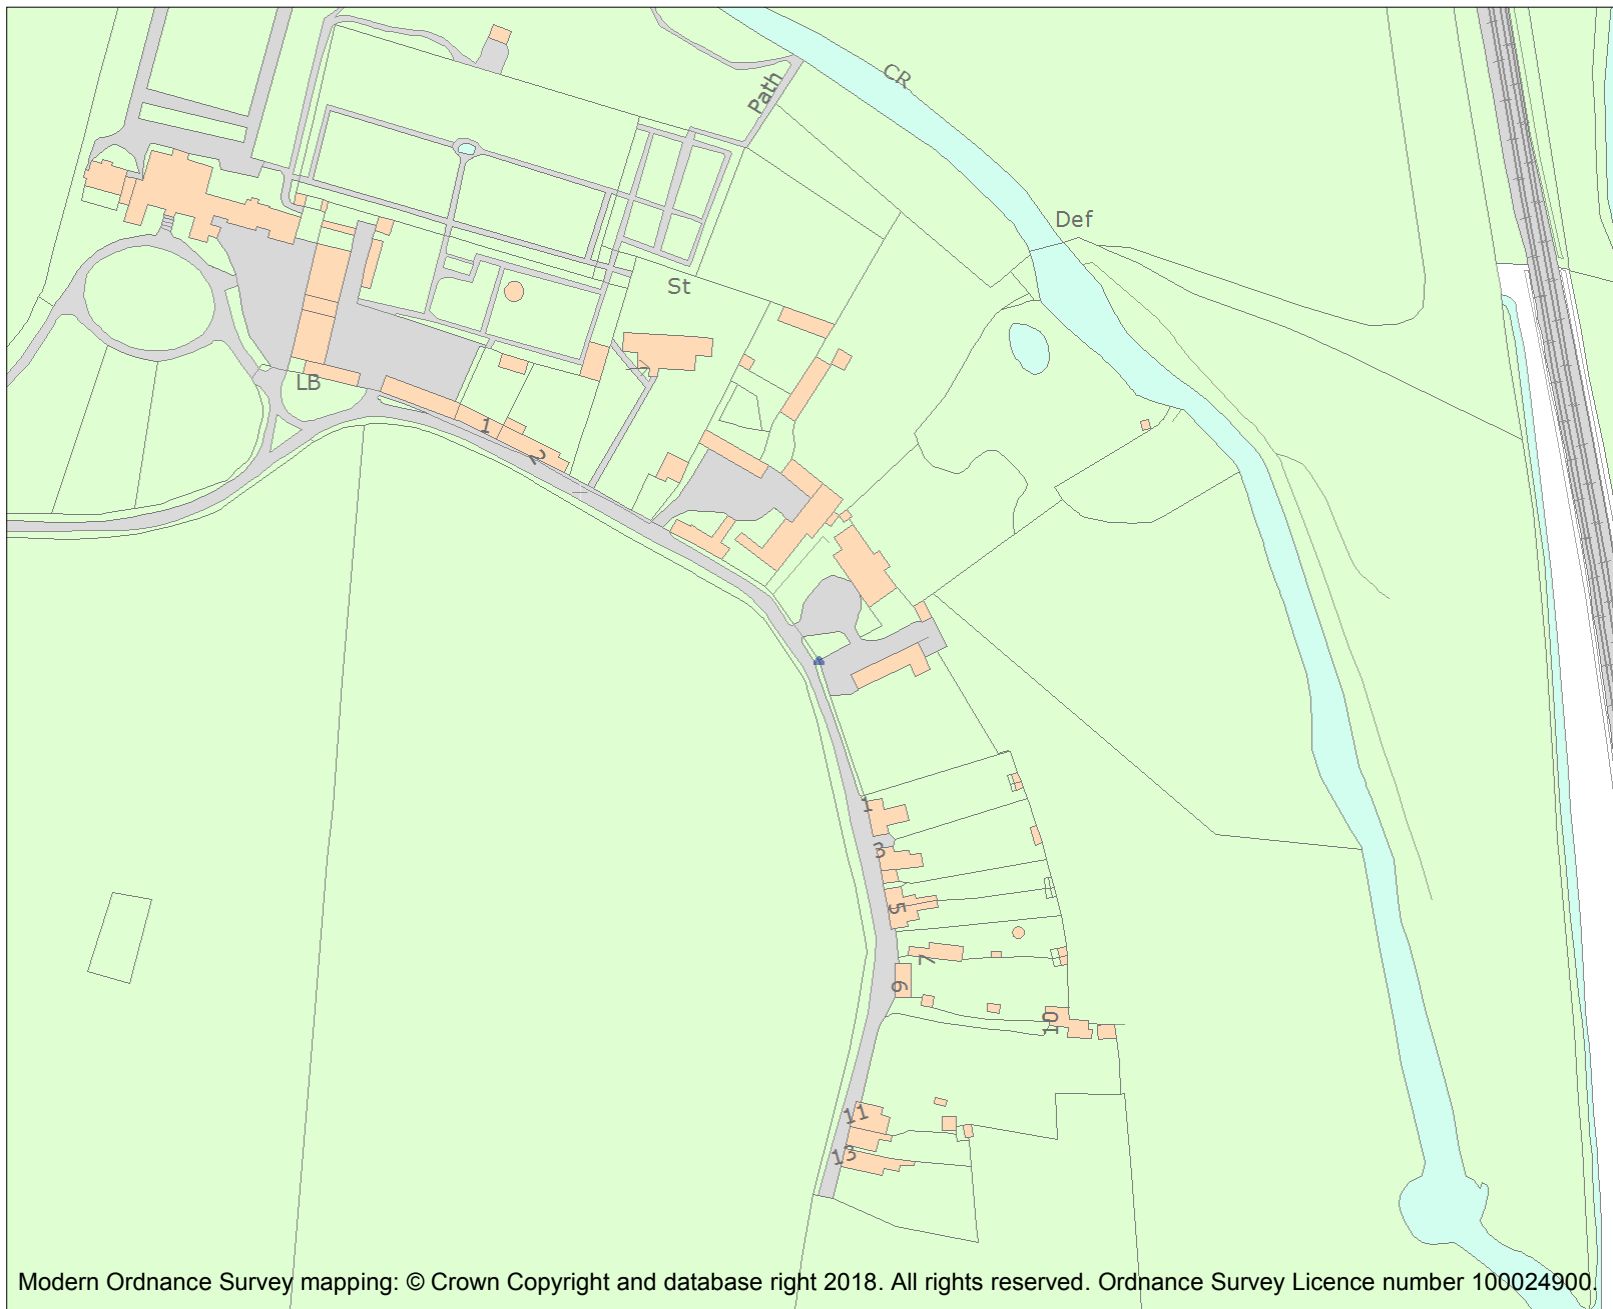 CR
Path
Def
St
LB
1
2
1
3
5
7
6
10
11
13
Modern Ordnance Survey mapping: © Crown Copyright and database right 2018. All rights reserved. Ordnance Survey Licence number 100024900.